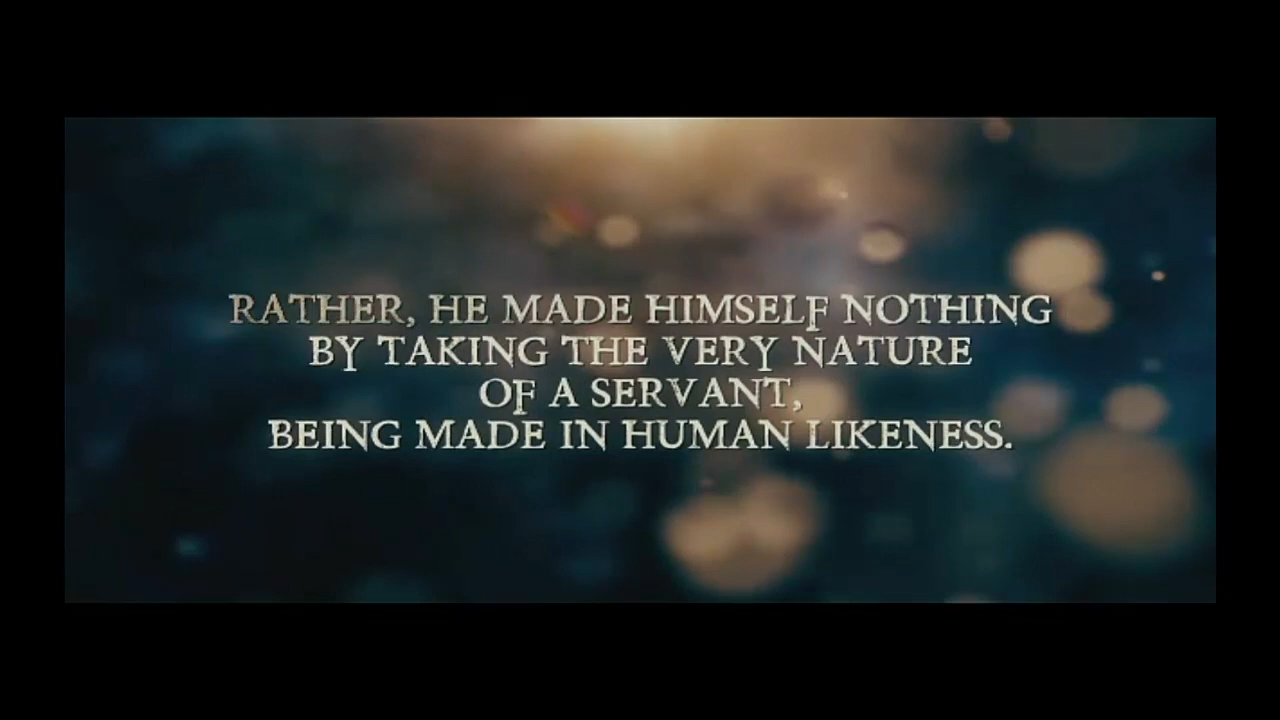 RATHER, HE MADE HIMSELF NOTHING
BY TAKING THE VERY NATURE
OF A SERVANT,
BEING MADE IN HUMAN LIKENESS.